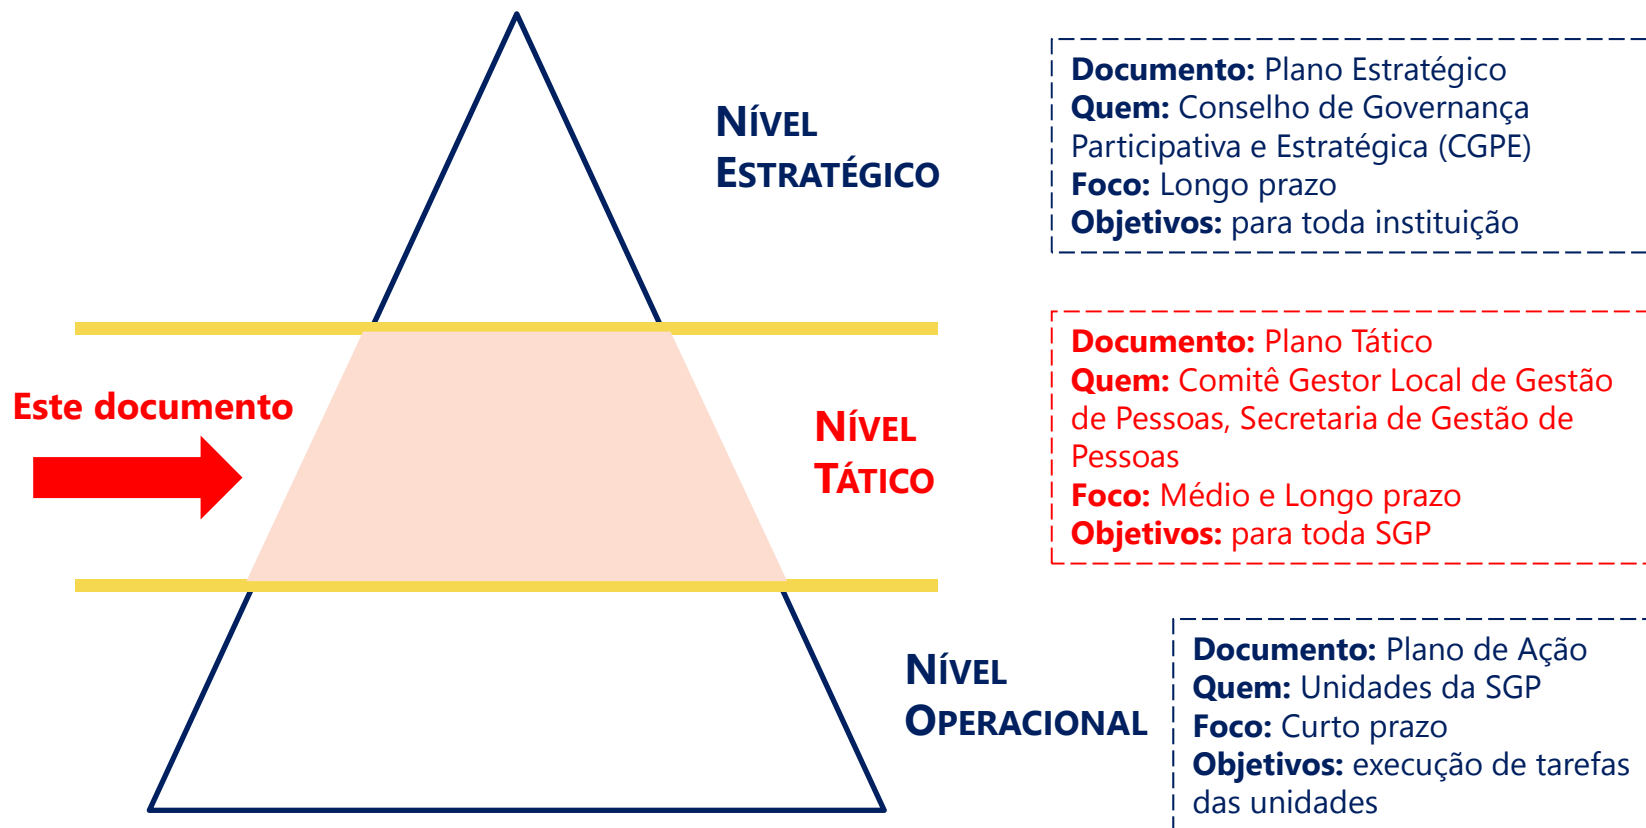 NÍVEL
ESTRATÉGICO
Documento: Plano Estratégico
Quem: Conselho de Governança
Participativa e Estratégica (CGPE)
Foco: Longo prazo
Objetivos: para toda instituição
Este documento
NÍVEL
TÁTICO
Documento: Plano Tático
Quem: Comitê Gestor Local de Gestão
de Pessoas, Secretaria de Gestão de
Pessoas
Foco: Médio e Longo prazo
Objetivos: para toda SGP
NÍVEL
OPERACIONAL
Documento: Plano de Ação
Quem: Unidades da SGP
Foco: Curto prazo
Objetivos: execução de tarefas
das unidades